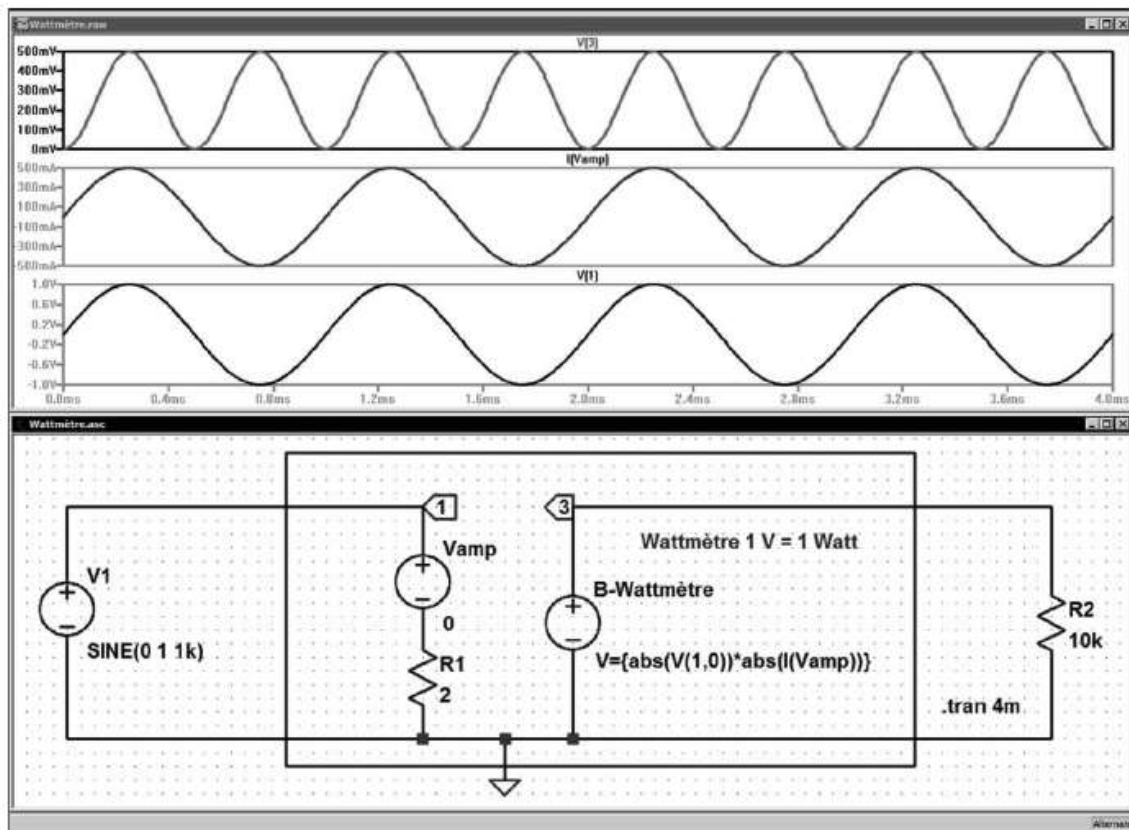 Wattmètre.raw
V(3)
500mV
400mV
300mV
200mV
100mV
0mV
I(Vamp)
500mA
300mA
100mA
-100mA
-300mA
-500mA
V(1)
1.0V
0.6V
0.2V
-0.2V
-0.6V
-1.0V
0.0ms 0.4ms 0.8ms 1.2ms 1.6ms 2.0ms 2.4ms 2.8ms 3.2ms 3.6ms 4.0ms
Wattmètre.asc
1
3
Wattmètre 1 V = 1 Watt
Vamp
V1
B-Wattmètre
0
R2
10k
SINE(0 1 1k)
R1
2
V={abs(V(1,0))*abs(I(Vamp))}
.tran 4m
Alternate